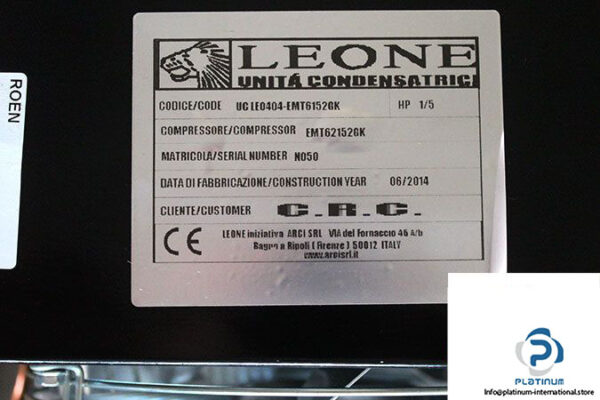 ROEN
LEONE
UNITÁ CONDENSATRICI
CODICE/CODE UC LEO404-EMT6152GK HP 1/5
COMPRESSORE/COMPRESSOR EMT62152GK
MATRICOLA/SERIAL NUMBER N050
DATA DI FABBRICAZIONE/CONSTRUCTION YEAR 06/2014
CLIENTE/CUSTOMER C.R.C.
CE LEONE iniziativa ARCI SRL VIA del Fornaccio 46 A/b
Bagno a Ripoli ( Firenze ) 50012 ITALY
www.arcisrl.it
PLATINUM
Info@platinum-international.store